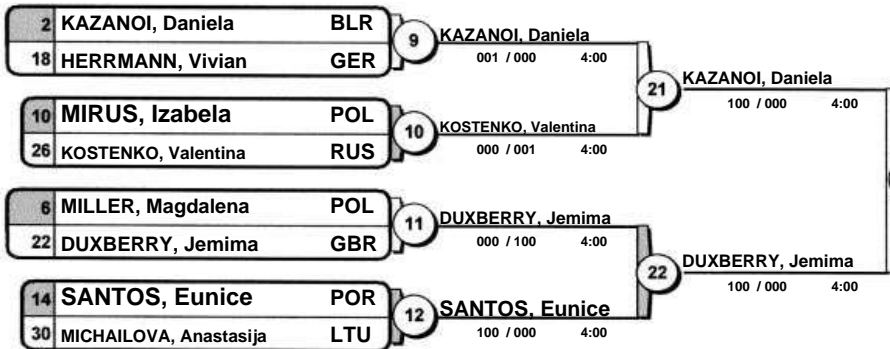 2 KAZANOI, Daniela BLR
18 HERRMANN, Vivian GER
9
KAZANOI, Daniela
001 / 000 4:00
10 MIRUS, Izabela POL
26 KOSTENKO, Valentina RUS
10
KOSTENKO, Valentina
000 / 001 4:00
21
KAZANOI, Daniela
100 / 000 4:00
6 MILLER, Magdalena POL
22 DUXBERRY, Jemima GBR
11
DUXBERRY, Jemima
000 / 100 4:00
14 SANTOS, Eunice POR
30 MICHAILOVA, Anastasija LTU
12
SANTOS, Eunice
100 / 000 4:00
22
DUXBERRY, Jemima
100 / 000 4:00